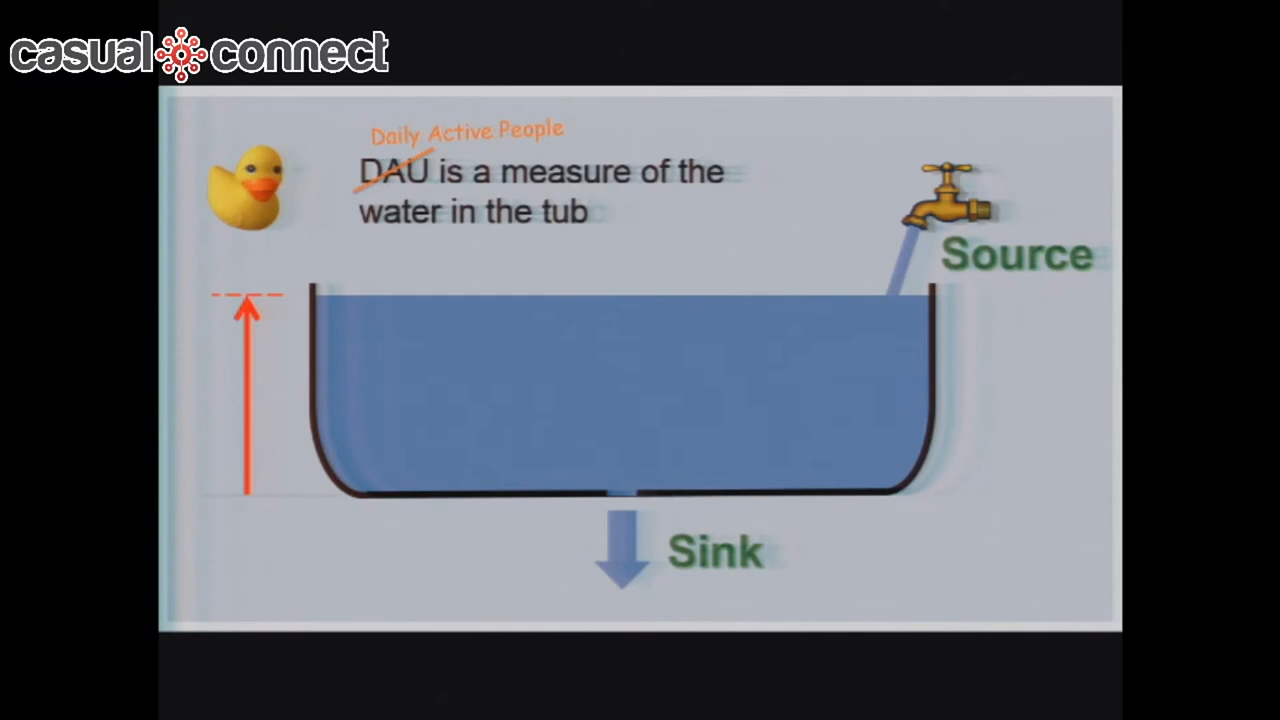 casual connect
Daily Active People
DAU is a measure of the
water in the tub
Source
Sink